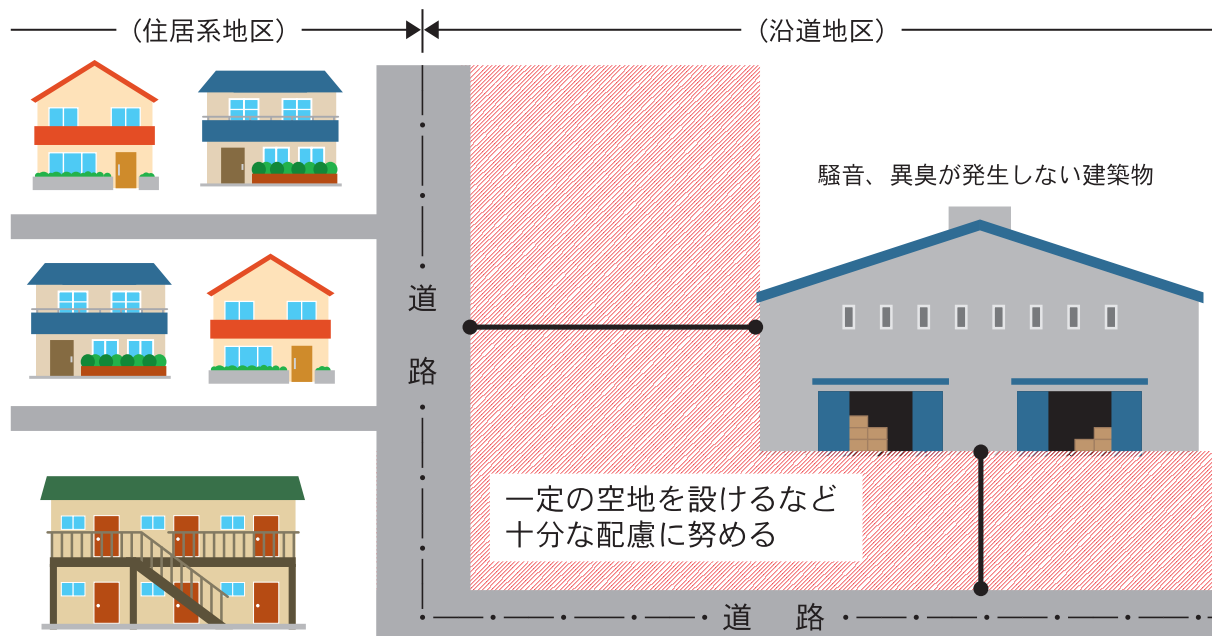 （住居系地区）
（沿道地区）
騒音、異臭が発生しない建築物
道路
一定の空地を設けるなど
十分な配慮に努める
道路